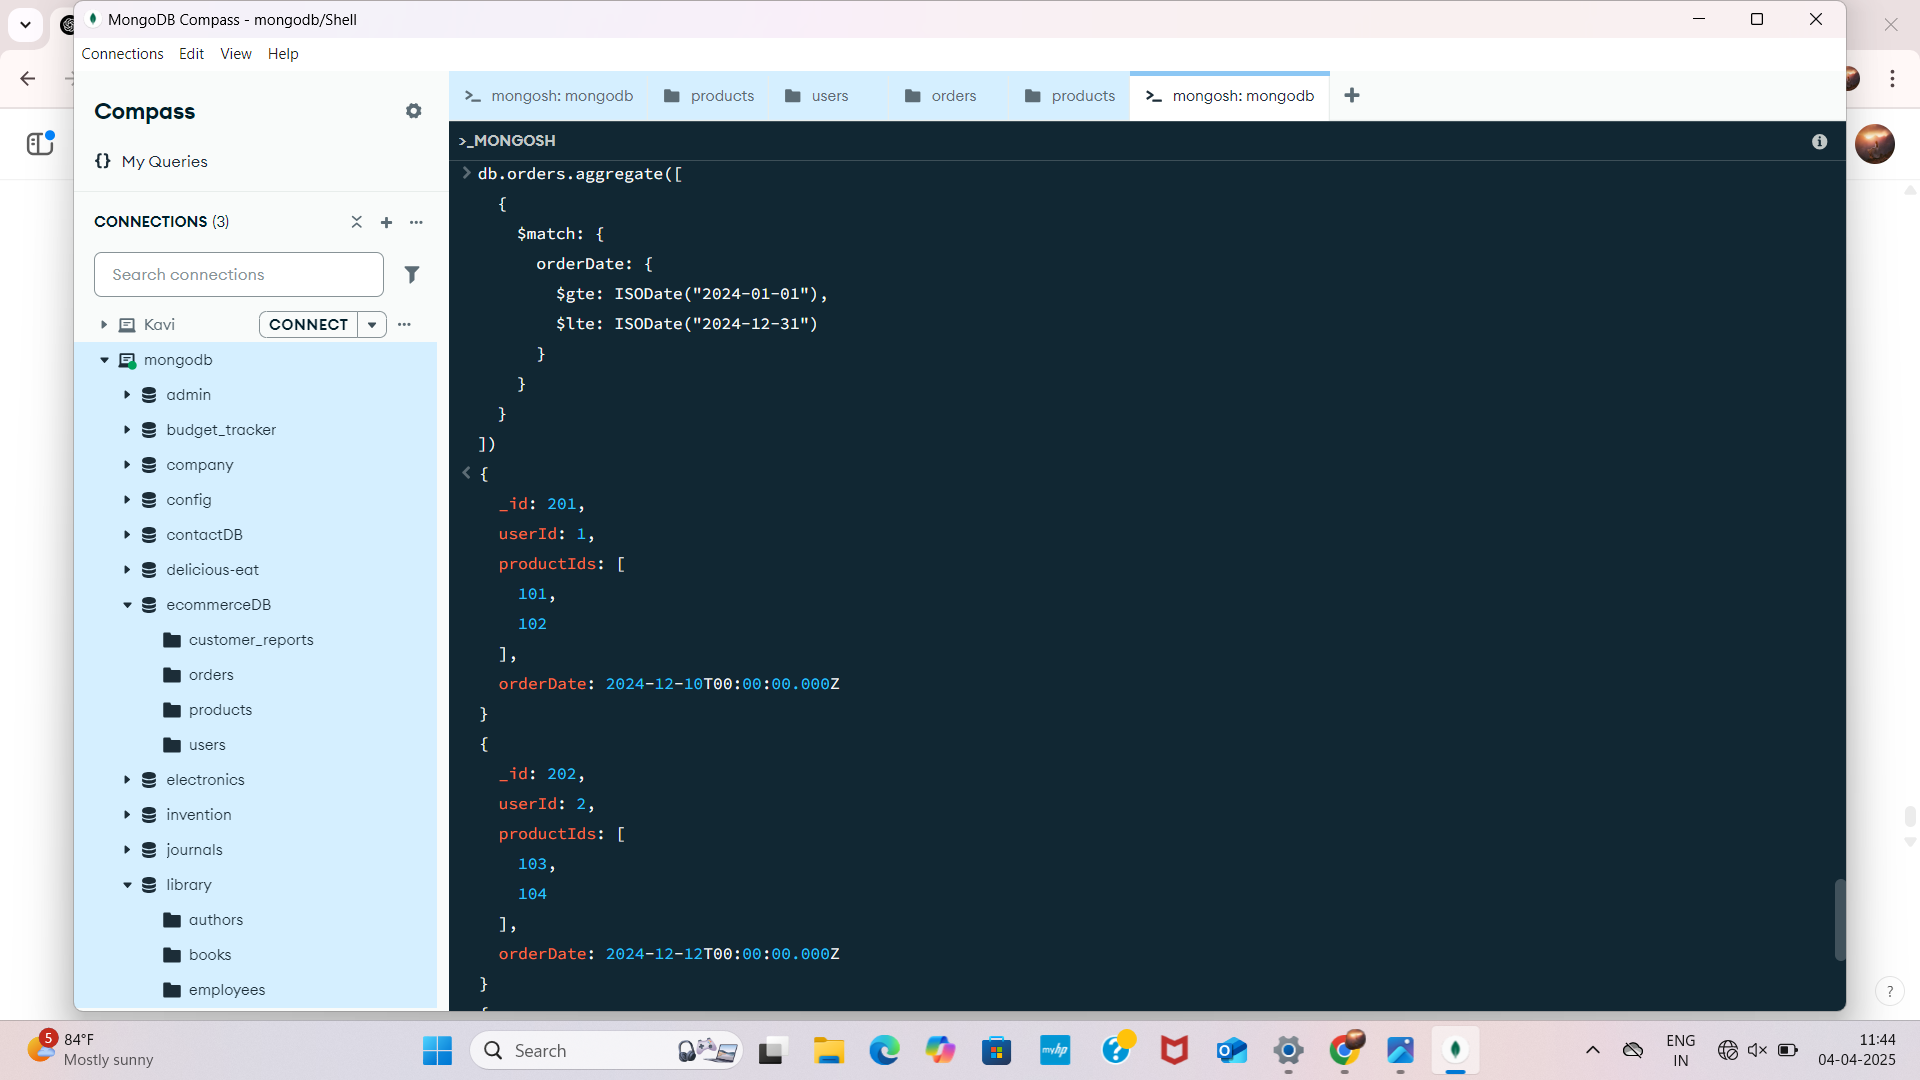 MongoDB Compass - mongodb/Shell
Connections Edit View Help
Compass
{} My Queries
CONNECTIONS (3)
Search connections
Kavi CONNECT
mongodb
admin
budget_tracker
company
config
contactDB
delicious-eat
ecommerceDB
customer_reports
orders
products
users
electronics
invention
journals
library
authors
books
employees
>_ mongosh: mongodb products users orders products >_ mongosh: mongodb +
>_MONGOSH
> db.orders.aggregate([
{
$match: {
orderDate: {
$gte: ISODate("2024-01-01"),
$lte: ISODate("2024-12-31")
}
}
}
])
< {
_id: 201,
userId: 1,
productIds: [
101,
102
],
orderDate: 2024-12-10T00:00:00.000Z
}
{
_id: 202,
userId: 2,
productIds: [
103,
104
],
orderDate: 2024-12-12T00:00:00.000Z
}
{
?
5
84°F
Mostly sunny
Search
myhp
ENG
IN
11:44
04-04-2025